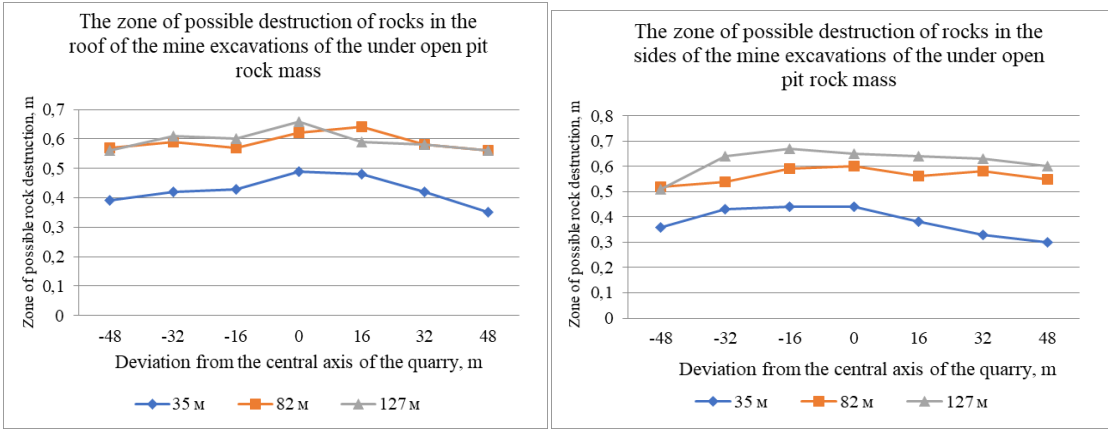 The zone of possible destruction of rocks in the
roof of the mine excavations of the under open pit
rock mass
Zone of possible rock destruction, m
0,7
0,6
0,5
0,4
0,3
0,2
0,1
0
-48 -32 -16 0 16 32 48
Deviation from the central axis of the quarry, m
35 м 82 м 127 м
The zone of possible destruction of rocks in the
sides of the mine excavations of the under open
pit rock mass
Zone of possible rock destruction, m
0,8
0,7
0,6
0,5
0,4
0,3
0,2
0,1
0
-48 -32 -16 0 16 32 48
Deviation from the central axis of the quarry, m
35 м 82 м 127 м